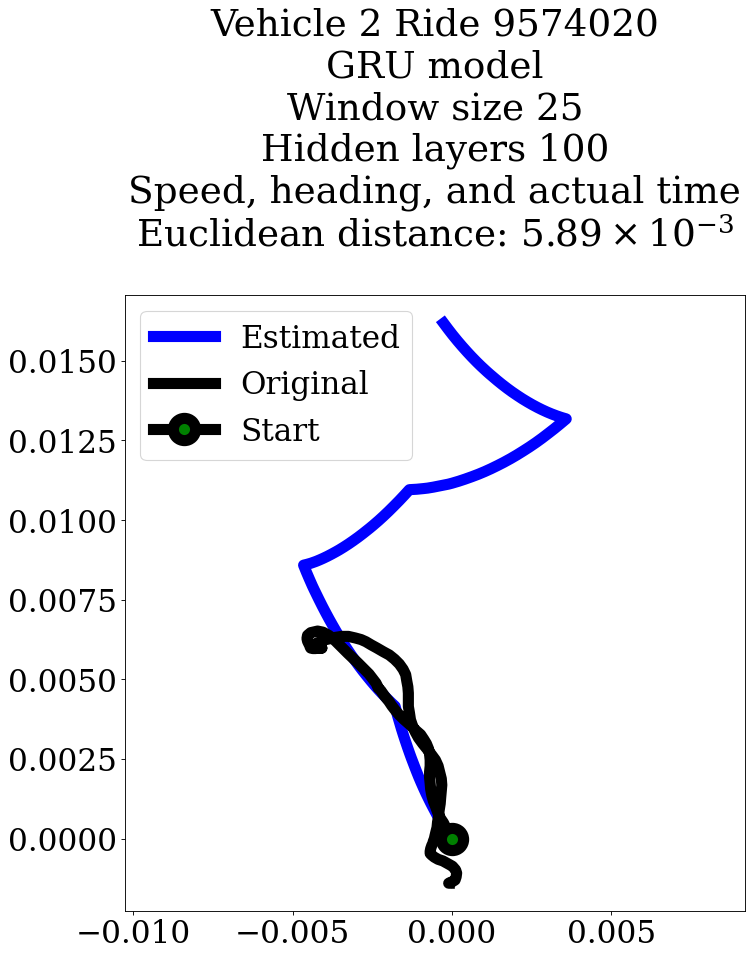 Vehicle 2 Ride 9574020
GRU model
Window size 25
Hidden layers 100
Speed, heading, and actual time
Euclidean distance: 5.89 × 10⁻³
Estimated
Original
Start
0.0150
0.0125
0.0100
0.0075
0.0050
0.0025
0.0000
−0.010 −0.005 0.000 0.005